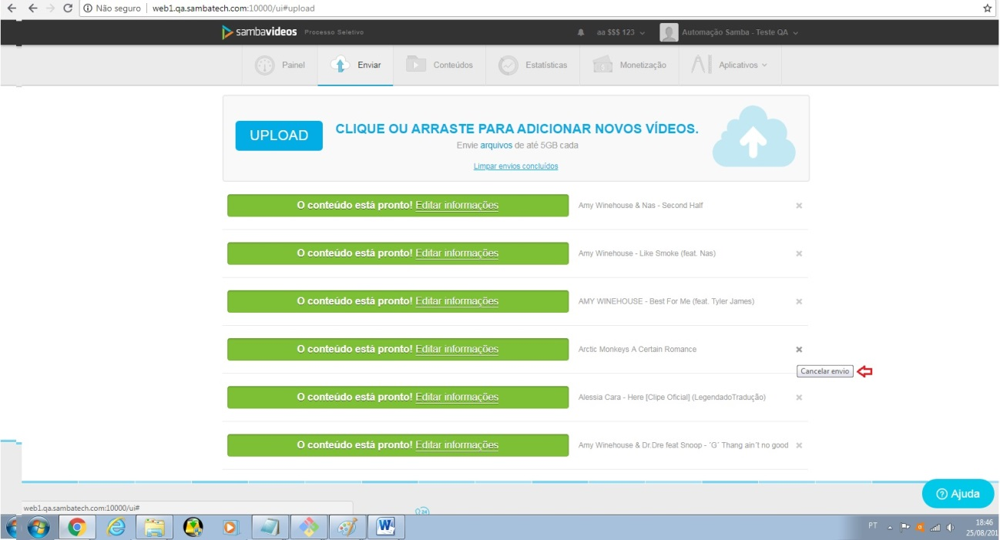 Não seguro | web1.qa.sambatech.com:10000/ui#upload
sambavideos Processo Seletivo aa $$$ 123 Automação Samba - Teste QA
Painel Enviar Conteúdos Estatísticas Monetização Aplicativos
UPLOAD CLIQUE OU ARRASTE PARA ADICIONAR NOVOS VÍDEOS.
Envie arquivos de até 5GB cada
Limpar envios concluídos
O conteúdo está pronto! Editar informações Amy Winehouse & Nas - Second Half
O conteúdo está pronto! Editar informações Amy Winehouse - Like Smoke (feat. Nas)
O conteúdo está pronto! Editar informações AMY WINEHOUSE - Best For Me (feat. Tyler James)
O conteúdo está pronto! Editar informações Arctic Monkeys A Certain Romance
Cancelar envio
O conteúdo está pronto! Editar informações Alessia Cara - Here [Clipe Oficial] (LegendadoTradução)
O conteúdo está pronto! Editar informações Amy Winehouse & Dr.Dre feat Snoop - ´G´ Thang ain´t no good
Ajuda
web1.qa.sambatech.com:10000/ui#
PT 18:46
25/08/201